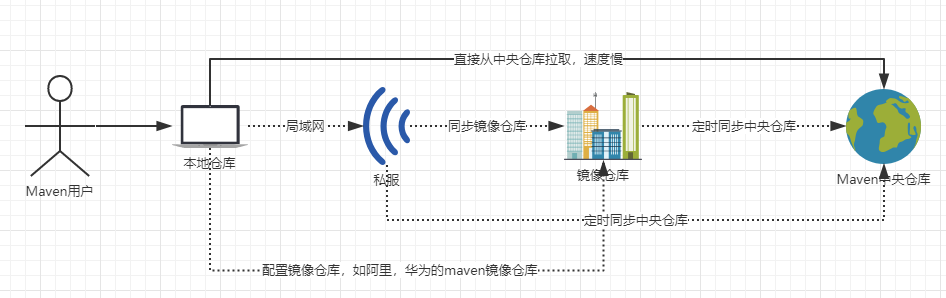 直接从中央仓库拉取，速度慢
局域网
同步镜像仓库
定时同步中央仓库
本地仓库
私服
镜像仓库
Maven中央仓库
Maven用户
定时同步中央仓库
配置镜像仓库，如阿里，华为的maven镜像仓库